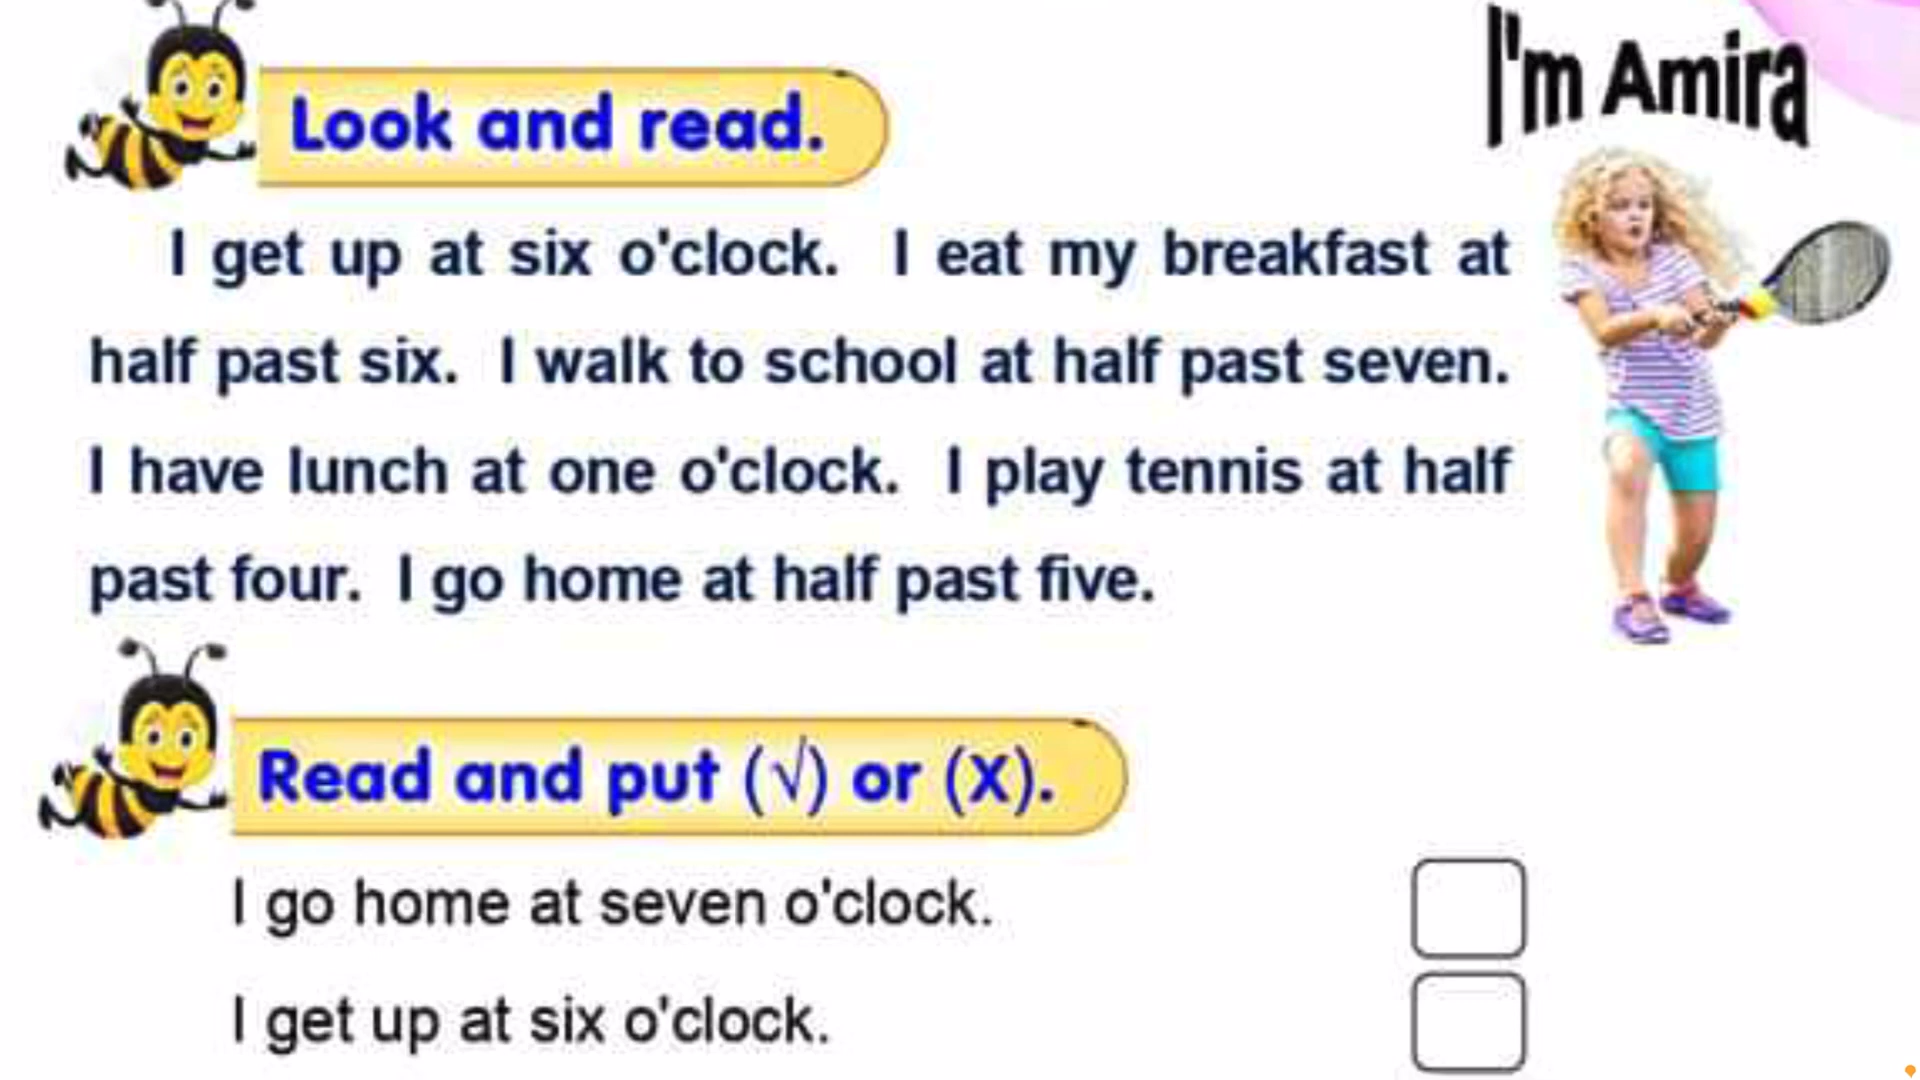 I'm Amira
Look and read.
I get up at six o'clock. I eat my breakfast at
half past six. I walk to school at half past seven.
I have lunch at one o'clock. I play tennis at half
past four. I go home at half past five.
Read and put (√) or (X).
I go home at seven o'clock.
I get up at six o'clock.